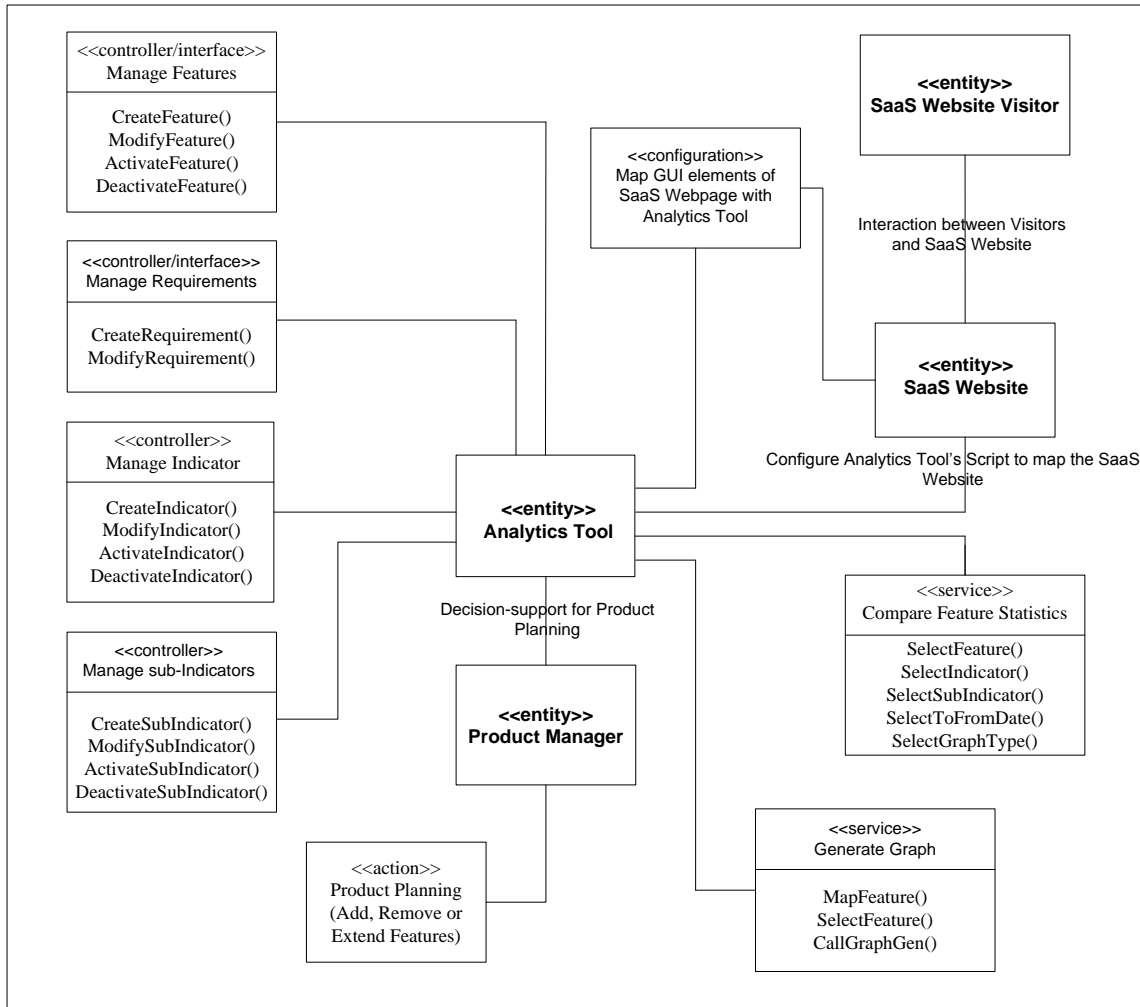 <<controller/interface>>
Manage Features
CreateFeature()
ModifyFeature()
ActivateFeature()
DeactivateFeature()
<<controller/interface>>
Manage Requirements
CreateRequirement()
ModifyRequirement()
<<controller>>
Manage Indicator
CreateIndicator()
ModifyIndicator()
ActivateIndicator()
DeactivateIndicator()
<<controller>>
Manage sub-Indicators
CreateSubIndicator()
ModifySubIndicator()
ActivateSubIndicator()
DeactivateSubIndicator()
<<configuration>>
Map GUI elements of
SaaS Webpage with
Analytics Tool
<<entity>>
SaaS Website Visitor
Interaction between Visitors
and SaaS Website
<<entity>>
SaaS Website
Configure Analytics Tool's Script to map the SaaS
Website
<<entity>>
Analytics Tool
Decision-support for Product
Planning
<<entity>>
Product Manager
<<action>>
Product Planning
(Add, Remove or
Extend Features)
<<service>>
Compare Feature Statistics
SelectFeature()
SelectIndicator()
SelectSubIndicator()
SelectToFromDate()
SelectGraphType()
<<service>>
Generate Graph
MapFeature()
SelectFeature()
CallGraphGen()